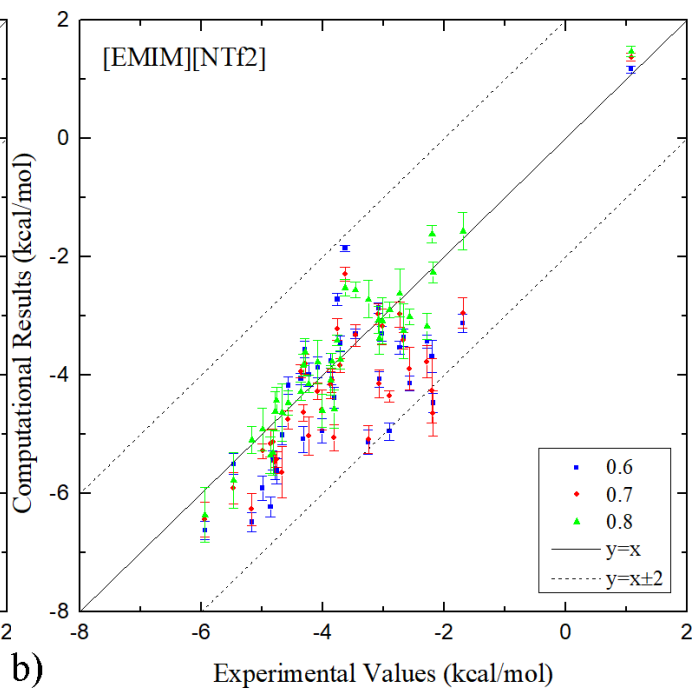 2
[EMIM][NTf2]
0
-2
-4
-6
-8
Computational Results (kcal/mol)
0.6
0.7
0.8
y=x
y=x±2
2
-8
-6
-4
-2
0
2
b)
Experimental Values (kcal/mol)